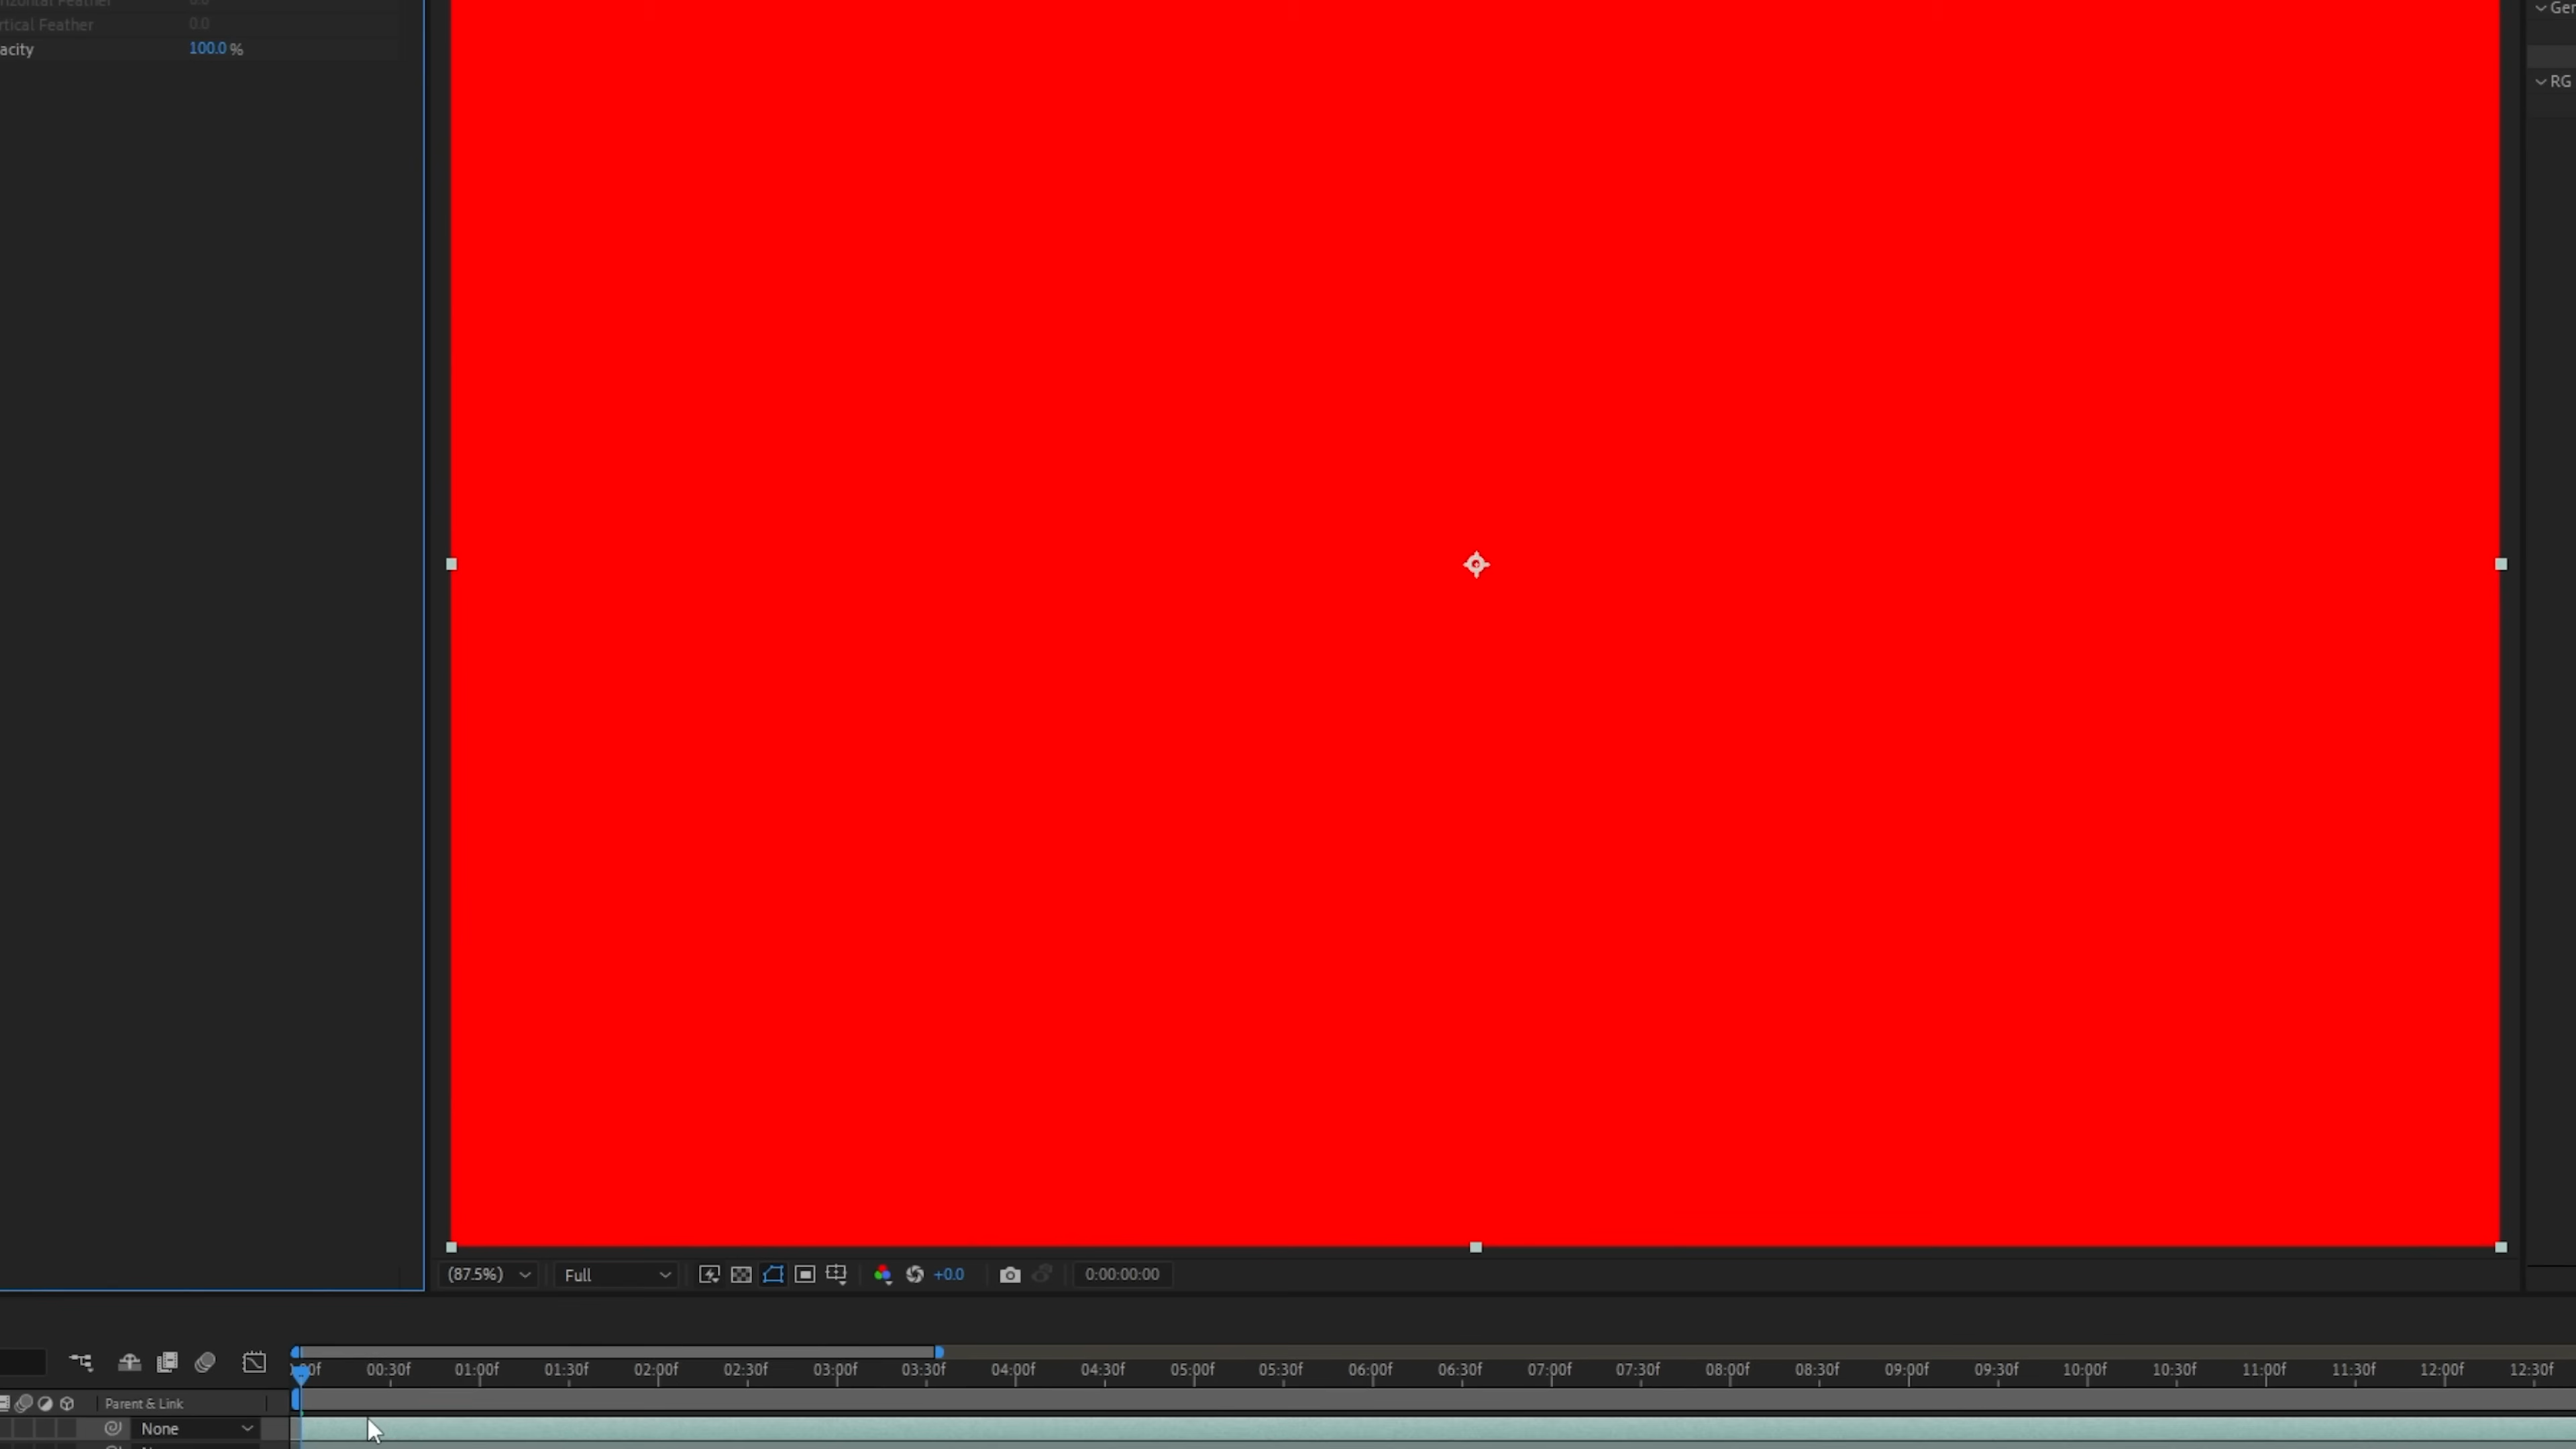 rizontal Feather 0.0
rtical Feather 0.0
acity 100.0 %
Ger
RG
(87.5%) Full +0.0 0:00:00:00
:00f 00:30f 01:00f 01:30f 02:00f 02:30f 03:00f 03:30f 04:00f 04:30f 05:00f 05:30f 06:00f 06:30f 07:00f 07:30f 08:00f 08:30f 09:00f 09:30f 10:00f 10:30f 11:00f 11:30f 12:00f 12:30f
Parent & Link
None